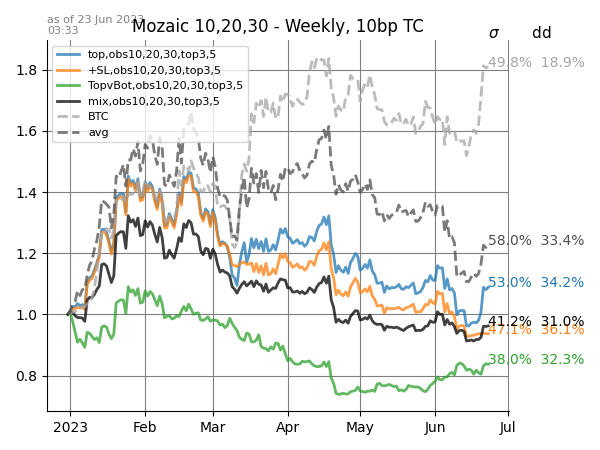 as of 23 Jun 2023
03:33
Mozaic 10,20,30 - Weekly, 10bp TC
σ dd
top,obs10,20,30,top3,5
+SL,obs10,20,30,top3,5
TopvBot,obs10,20,30,top3,5
mix,obs10,20,30,top3,5
BTC
avg
49.8% 18.9%
58.0% 33.4%
53.0% 34.2%
41.2% 31.0%
47.1% 36.1%
38.0% 32.3%
1.8
1.6
1.4
1.2
1.0
0.8
2023 Feb Mar Apr May Jun Jul